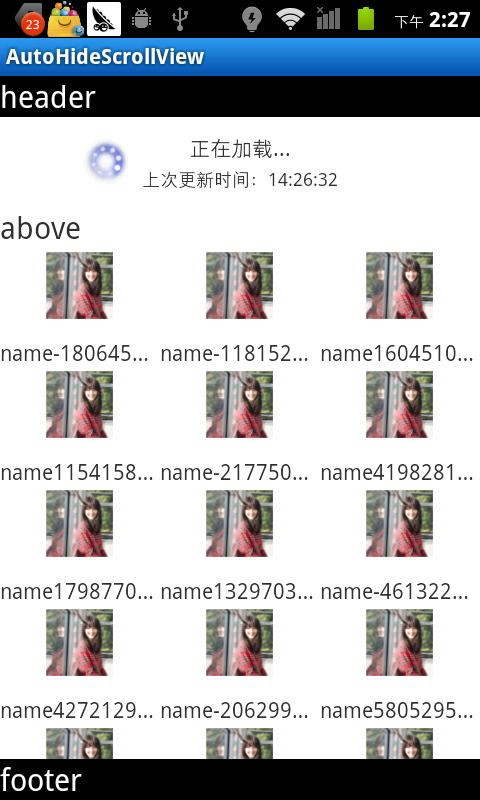 23
下午 2:27
AutoHideScrollView
header
正在加载...
上次更新时间：14:26:32
above
name-180645... name-118152... name1604510...
name1154158... name-217750... name4198281...
name1798770... name1329703... name-461322...
name4272129... name-206299... name5805295...
footer